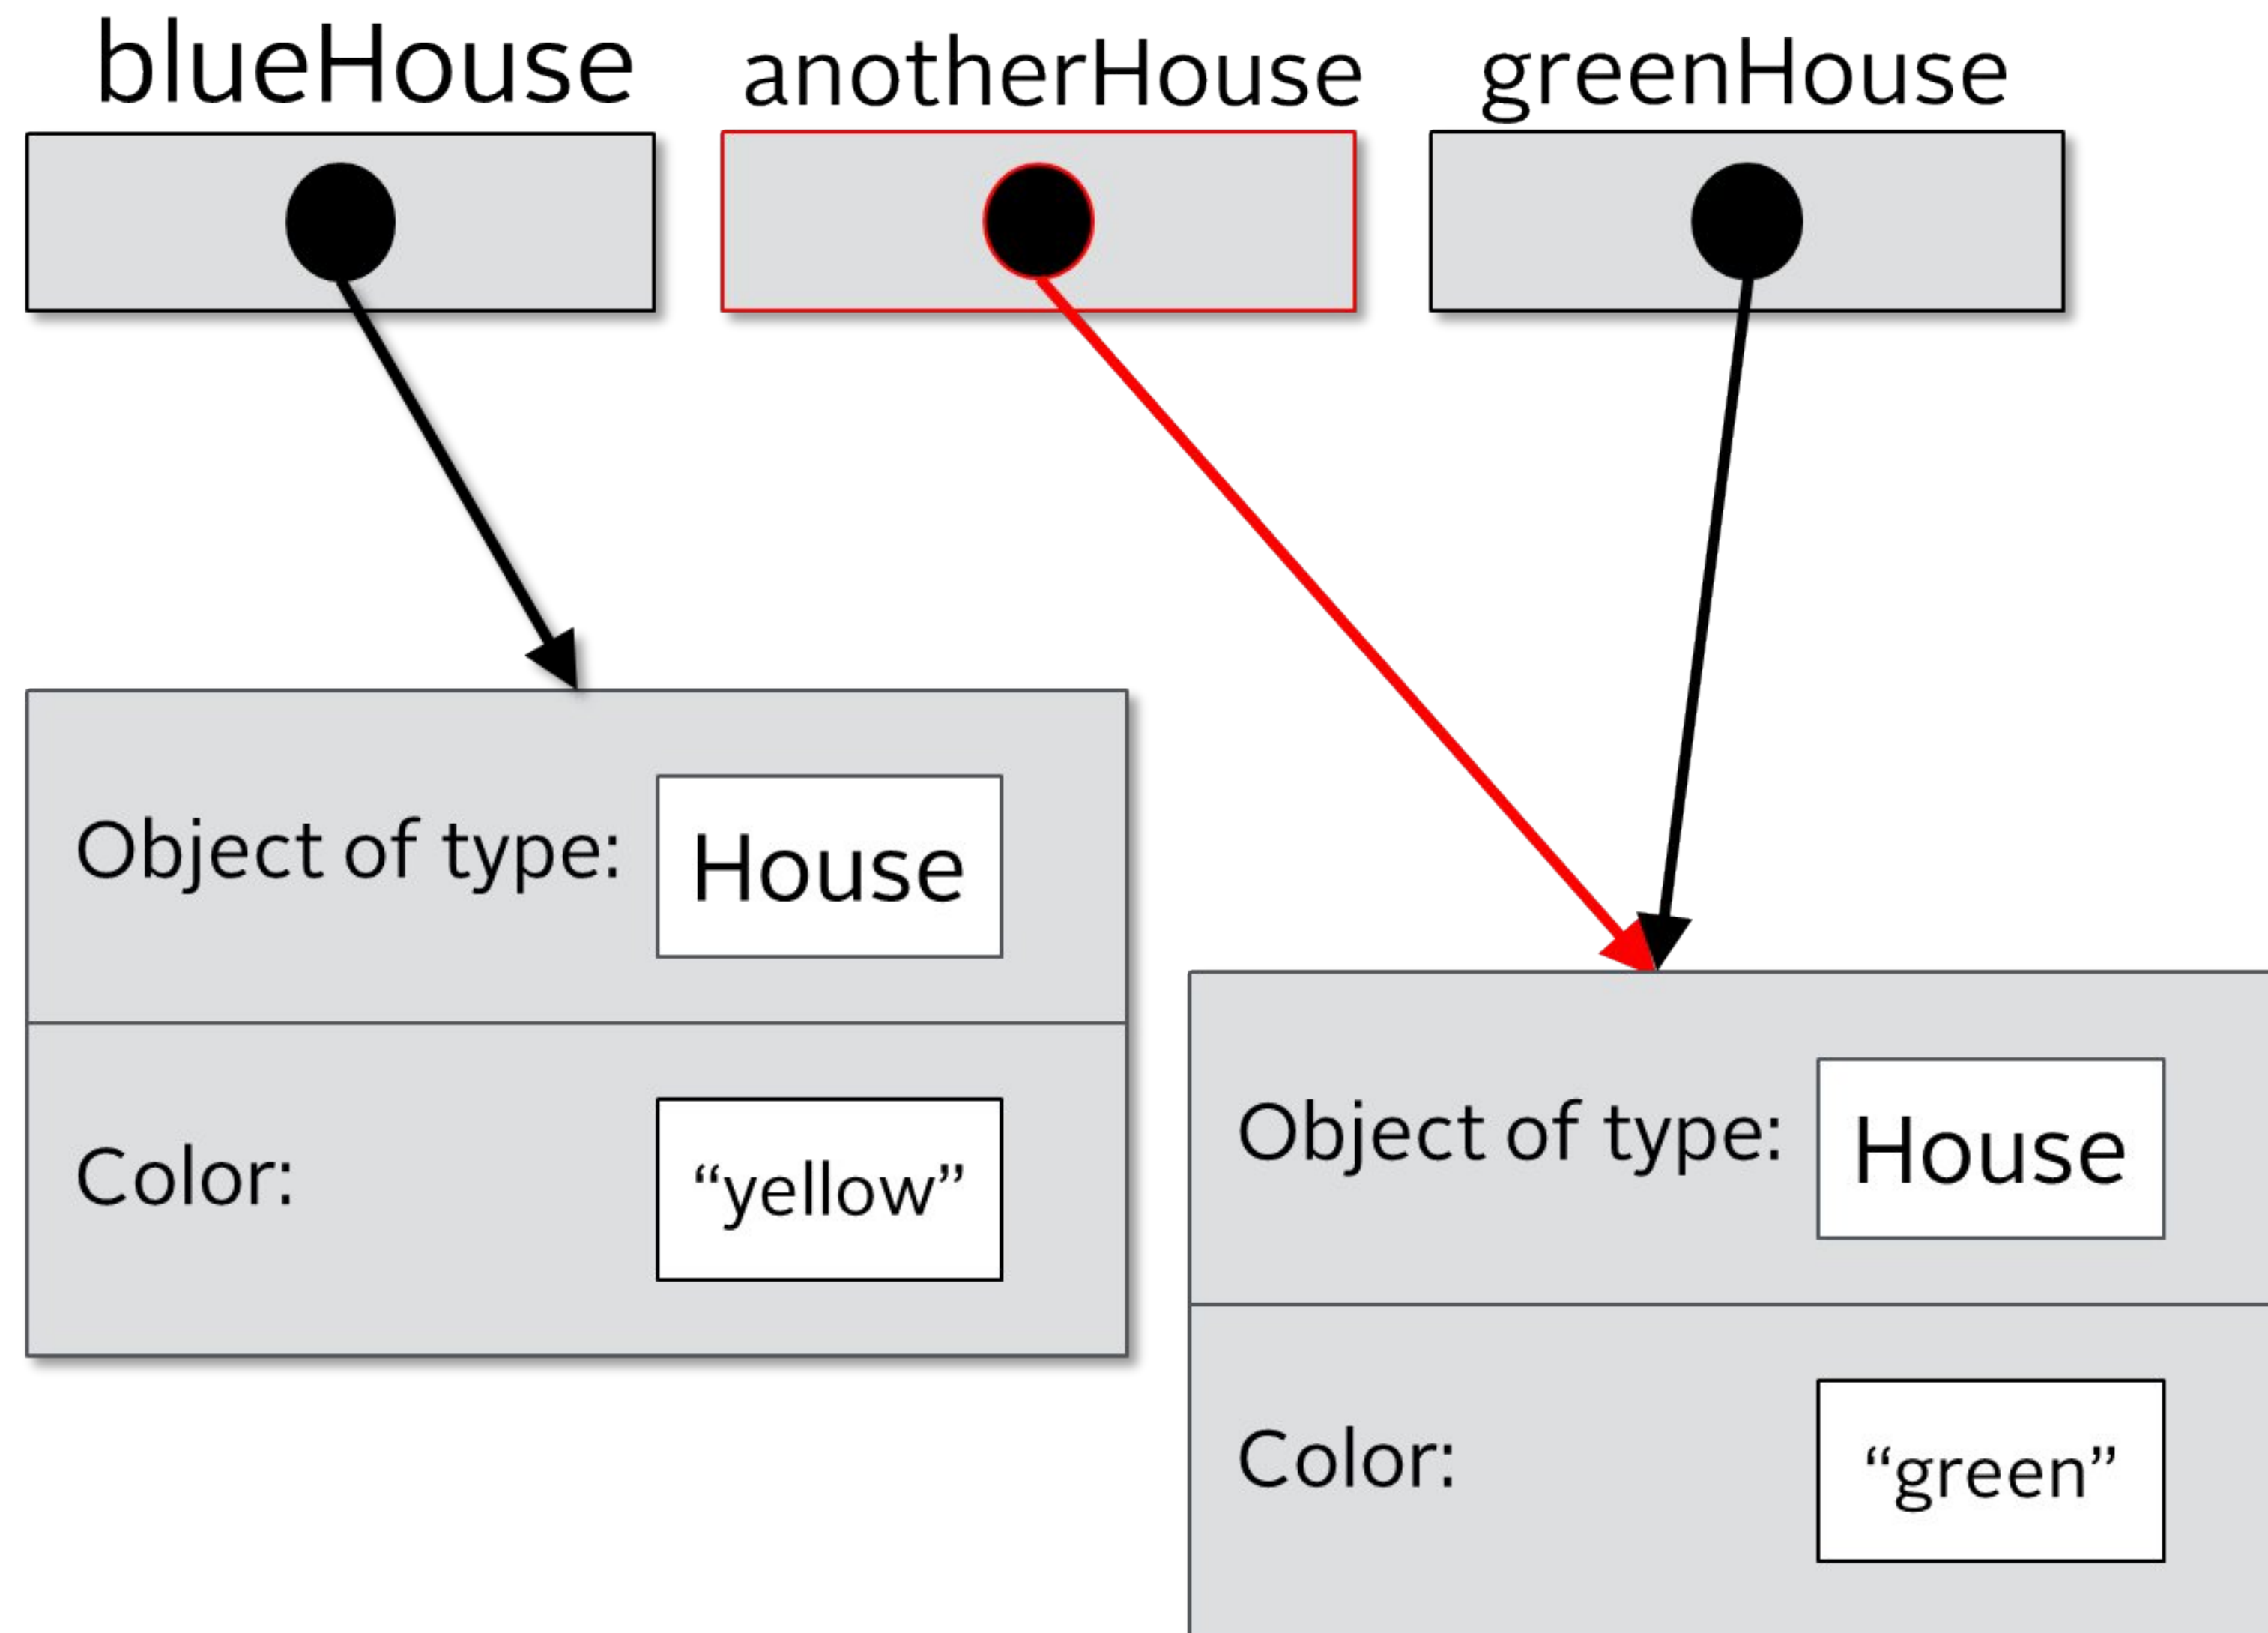 blueHouse
anotherHouse
greenHouse
Object of type: House
Color: “yellow”
Object of type: House
Color: “green”